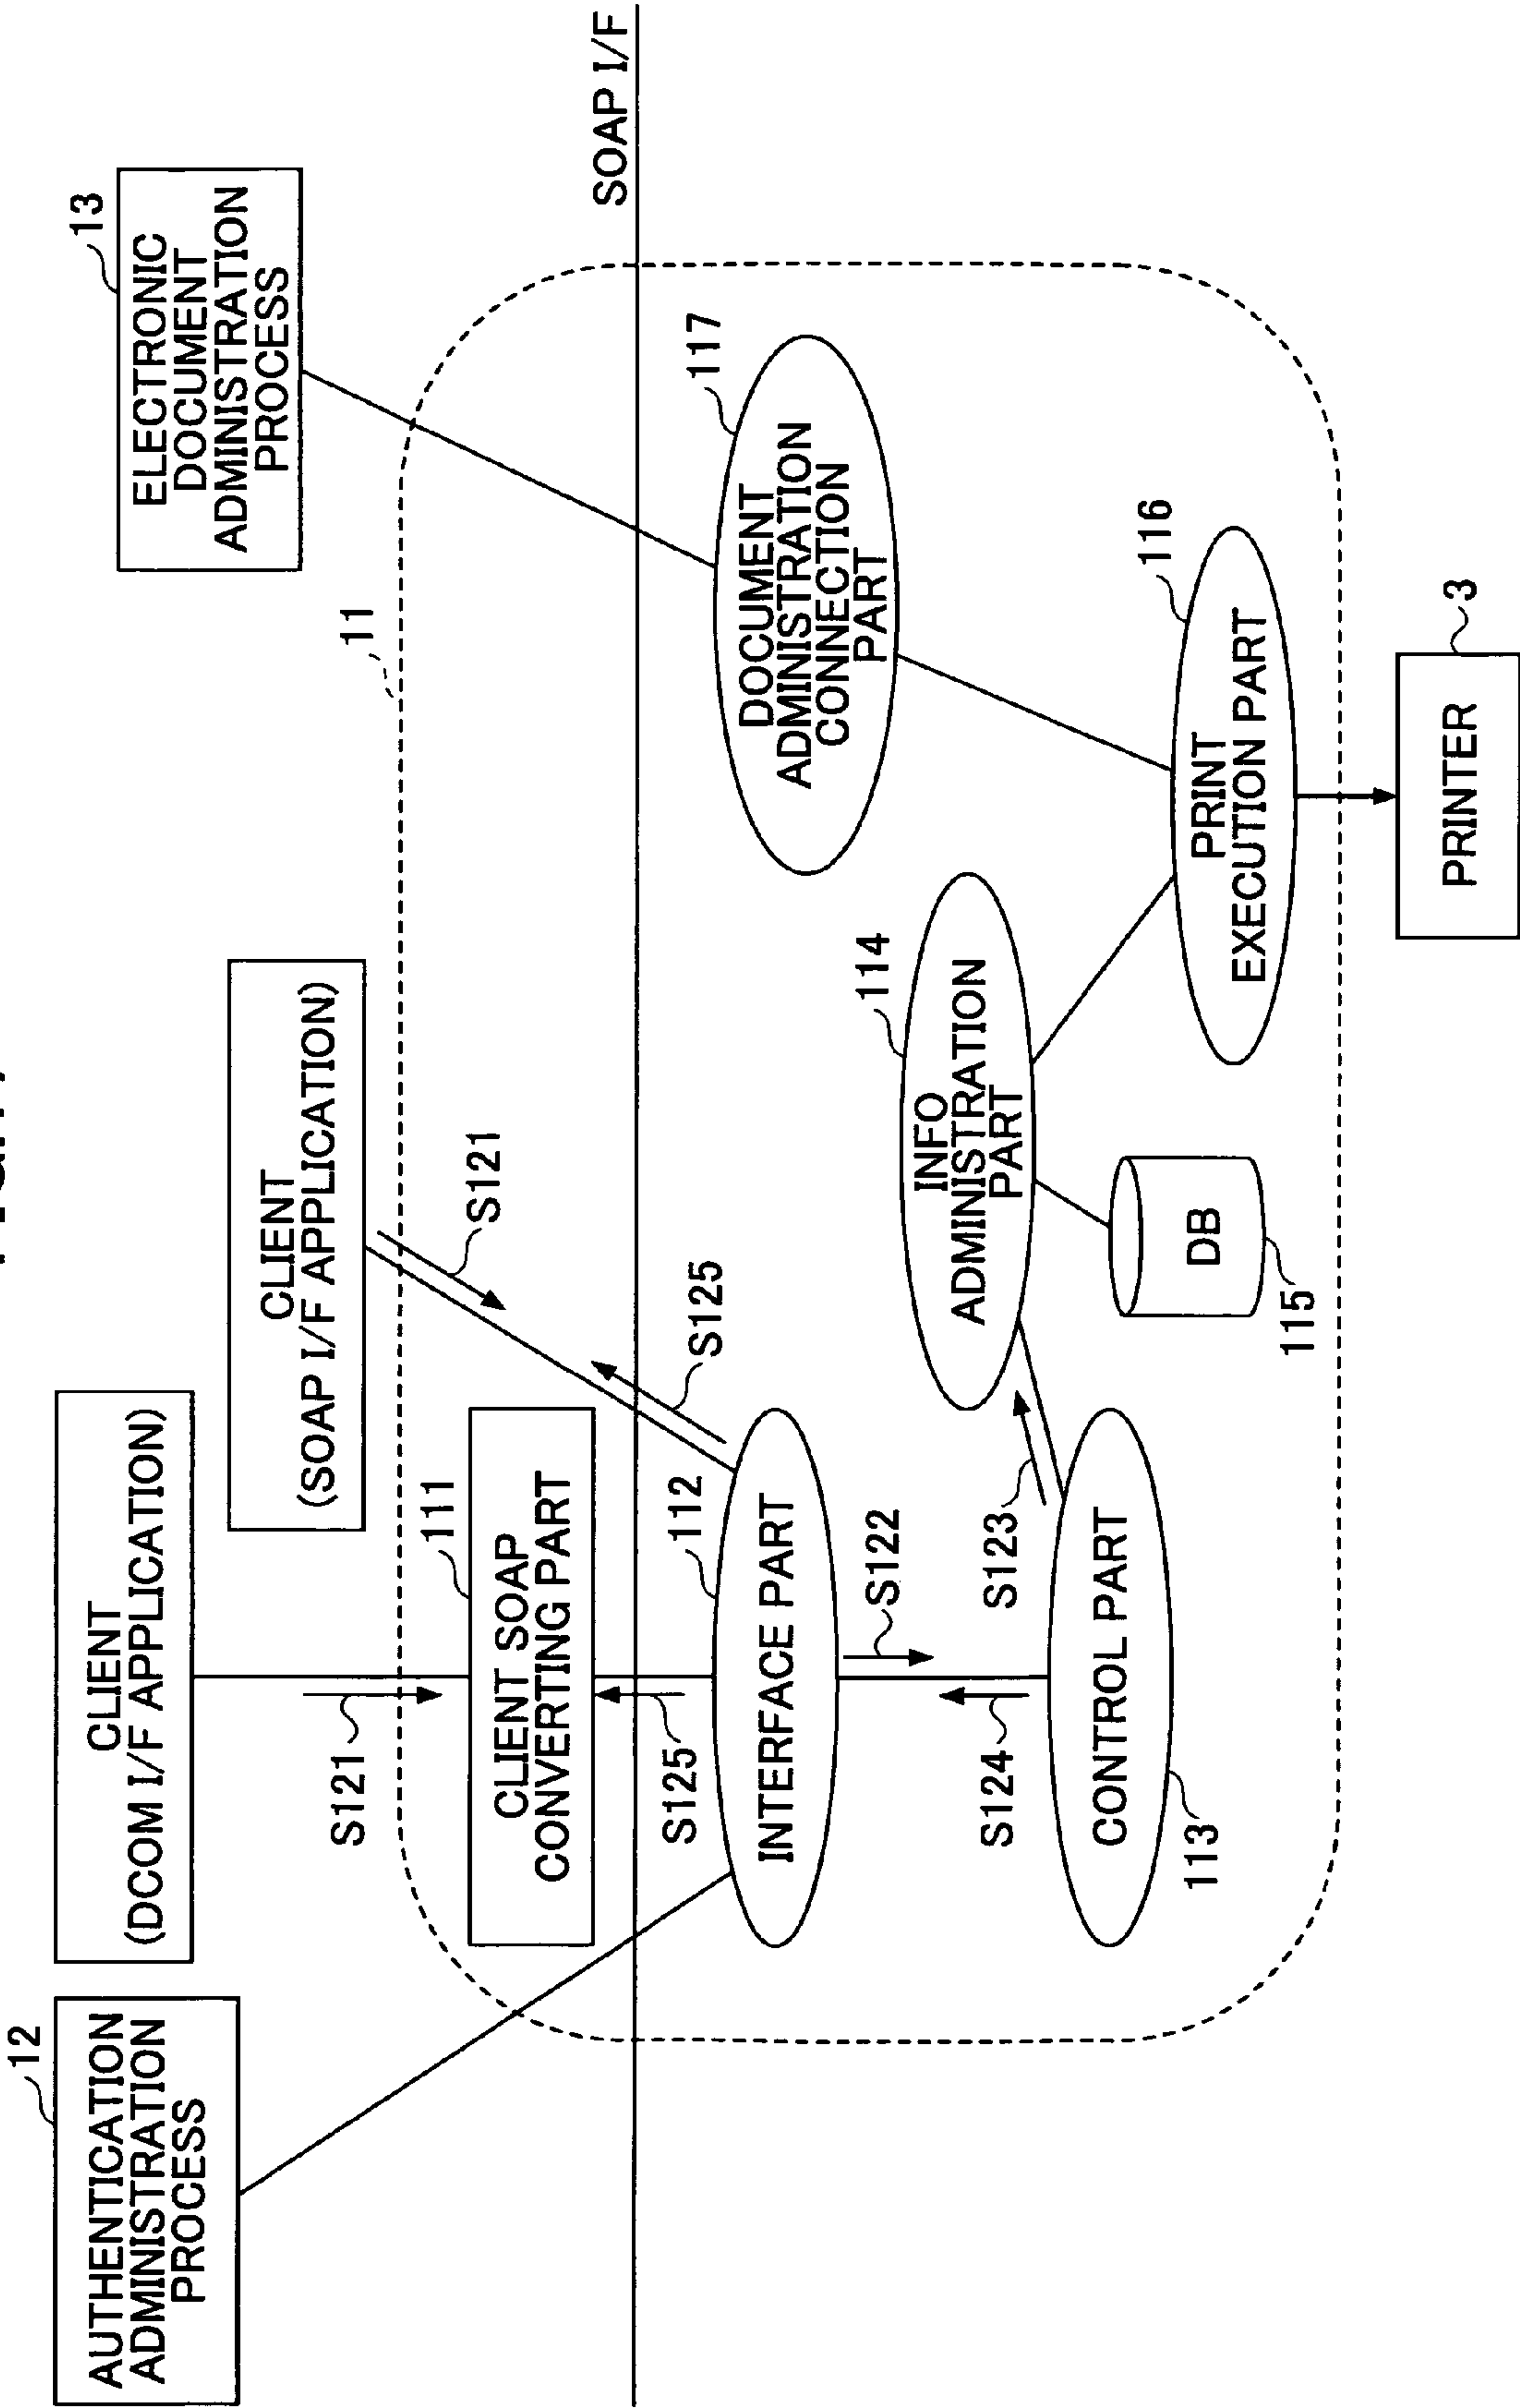 12
AUTHENTICATION
ADMINISTRATION
PROCESS
CLIENT
(DCOM I/F APPLICATION)
CLIENT
(SOAP I/F APPLICATION)
13
ELECTRONIC
DOCUMENT
ADMINISTRATION
PROCESS
11
S121
S121
111
CLIENT SOAP
CONVERTING PART
SOAP I/F
S125
S125
112
INTERFACE PART
117
DOCUMENT
ADMINISTRATION
CONNECTION
PART
S122
114
INFO
ADMINISTRATION
PART
S123
S124
113
CONTROL PART
DB
115
116
PRINT
EXECUTION PART
3
PRINTER